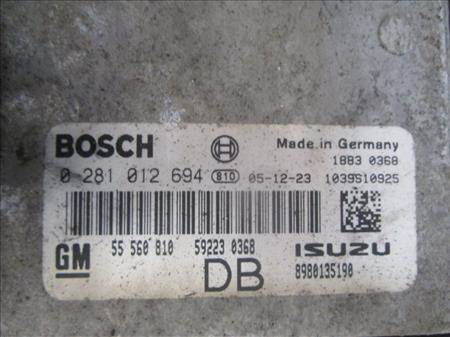 BOSCH Made in Germany
1883 0368
0 281 012 694 810 05-12-23 1039S10925
GM 55 560 810 59223 0368 ISUZU
DB 8980135190